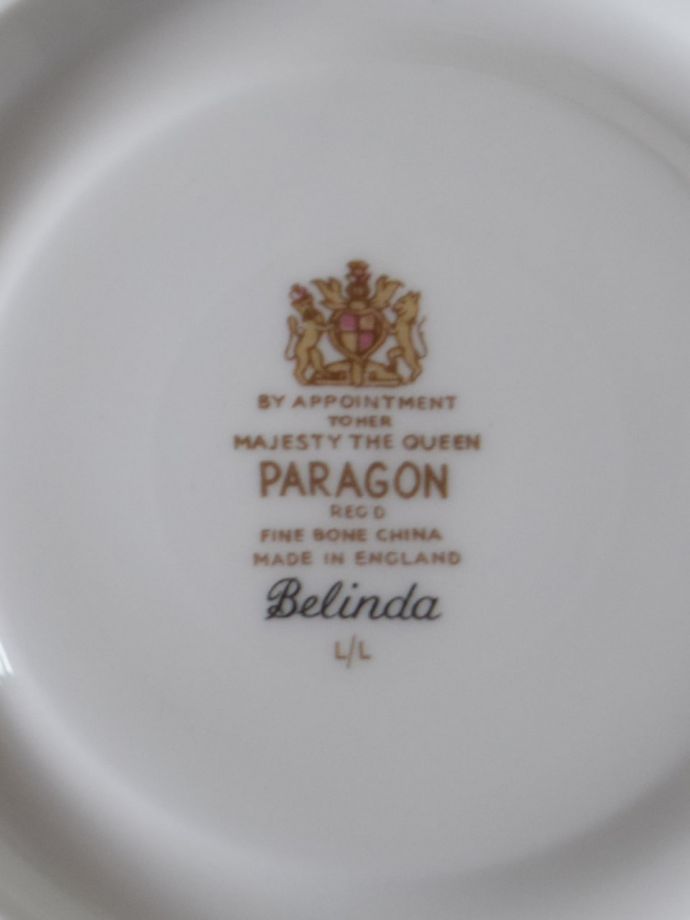 BY APPOINTMENT
TO HER
MAJESTY THE QUEEN
PARAGON
REG D
FINE BONE CHINA
MADE IN ENGLAND
Belinda
L/L